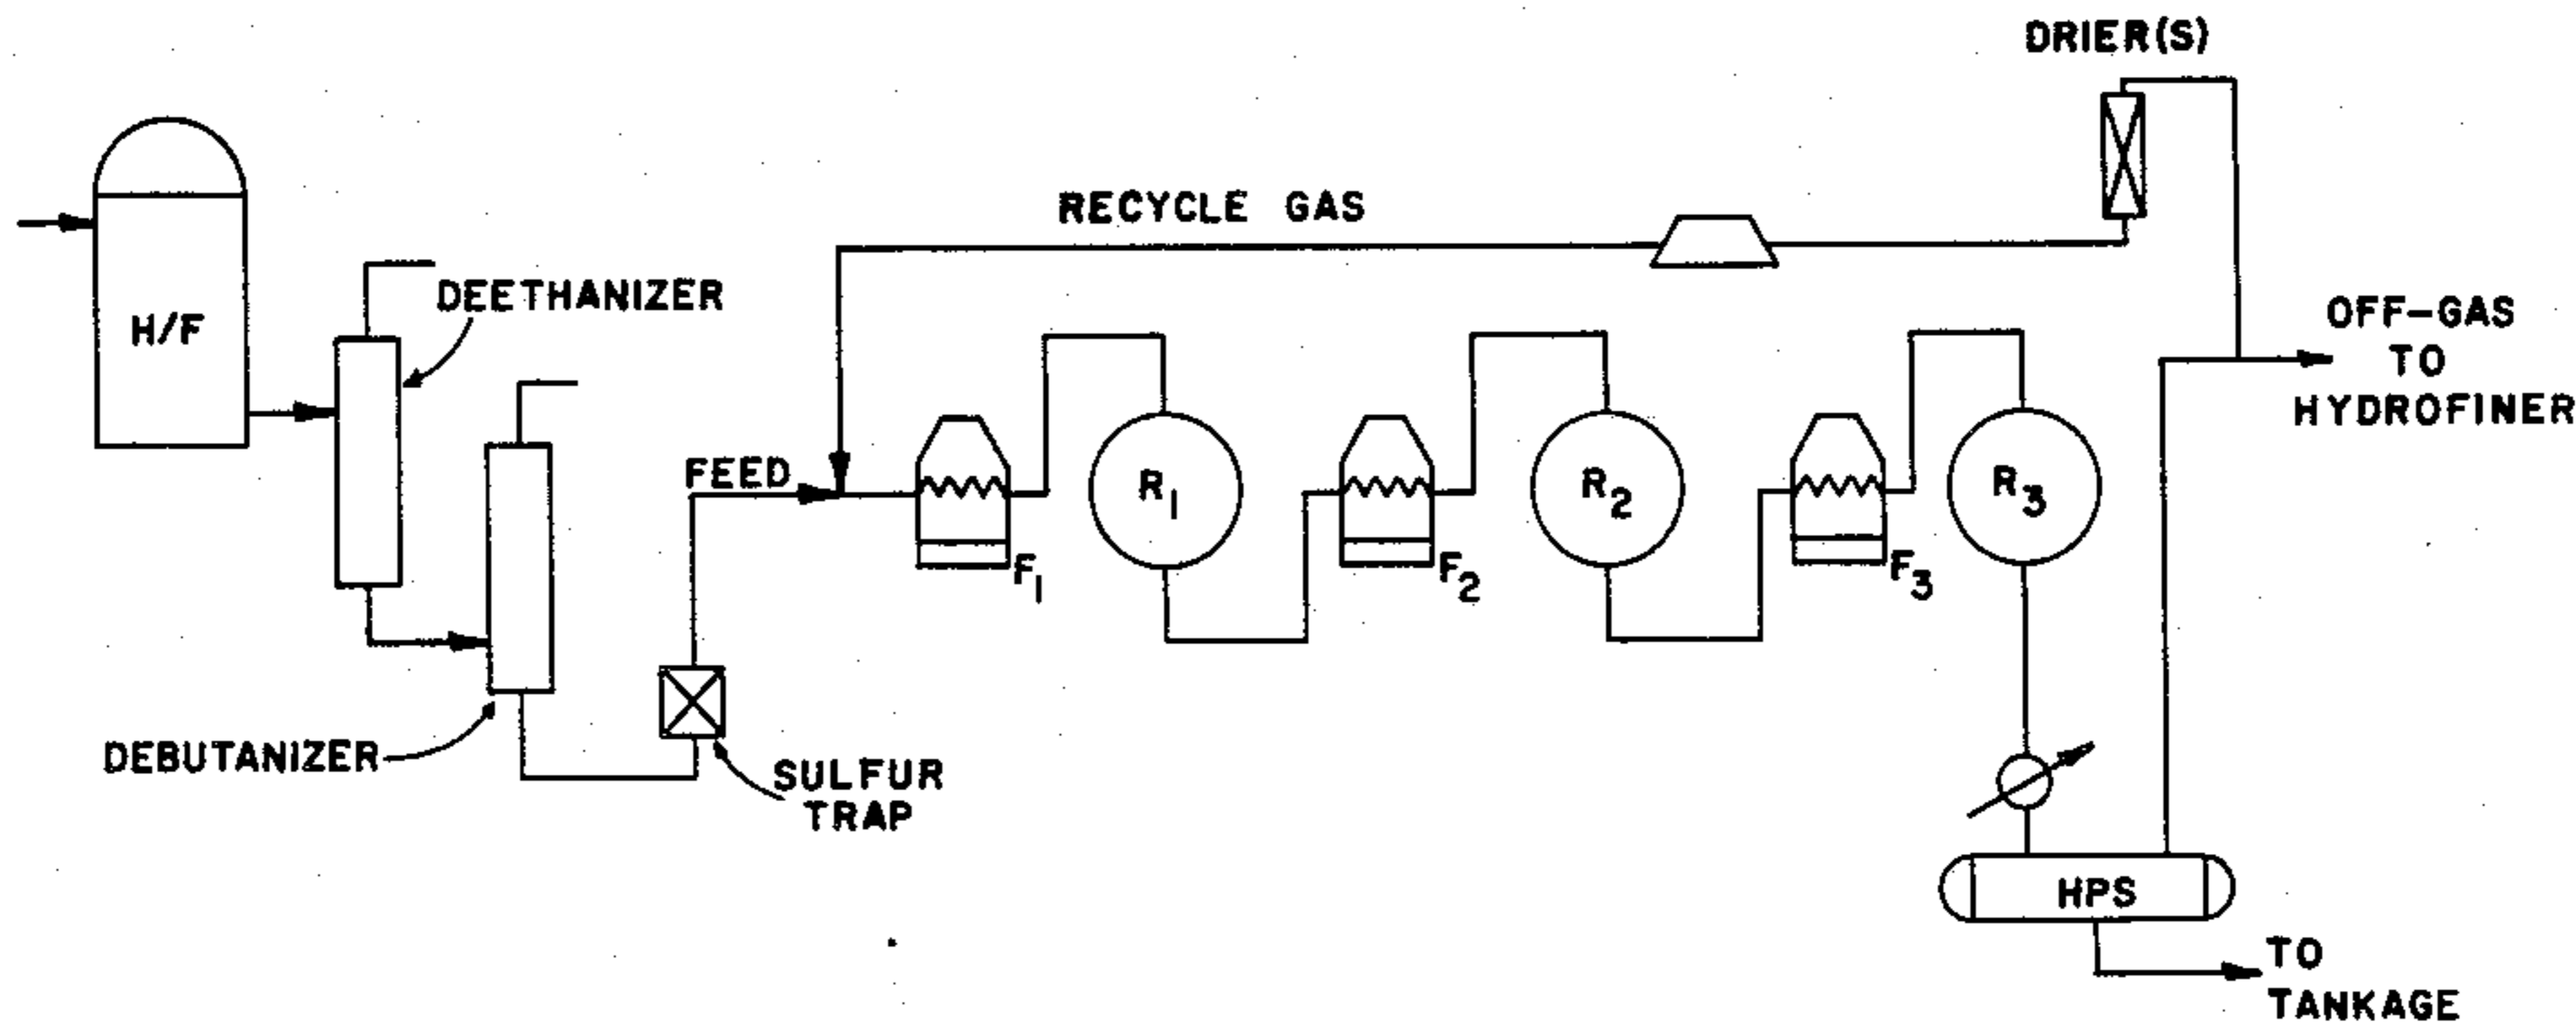 DRIER(S)
RECYCLE GAS
H/F
DEETHANIZER
OFF-GAS
TO
HYDROFINER
FEED
R1
R2
R3
F1
F2
F3
DEBUTANIZER
SULFUR
TRAP
HPS
TO
TANKAGE